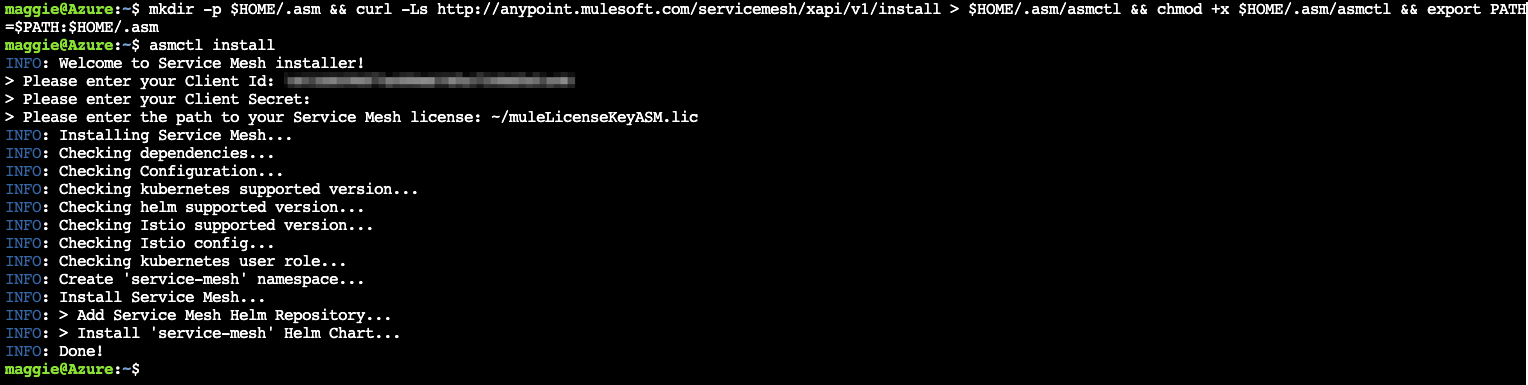 maggie@Azure:~$ mkdir -p $HOME/.asm && curl -Ls http://anypoint.mulesoft.com/servicemesh/xapi/v1/install > $HOME/.asm/asmctl && chmod +x $HOME/.asm/asmctl && export PATH
=$PATH:$HOME/.asm
maggie@Azure:~$ asmctl install
INFO: Welcome to Service Mesh installer!
> Please enter your Client Id:
> Please enter your Client Secret:
> Please enter the path to your Service Mesh license: ~/muleLicenseKeyASM.lic
INFO: Installing Service Mesh...
INFO: Checking dependencies...
INFO: Checking Configuration...
INFO: Checking kubernetes supported version...
INFO: Checking helm supported version...
INFO: Checking Istio supported version...
INFO: Checking Istio config...
INFO: Checking kubernetes user role...
INFO: Create 'service-mesh' namespace...
INFO: Install Service Mesh...
INFO: > Add Service Mesh Helm Repository...
INFO: > Install 'service-mesh' Helm Chart...
INFO: Done!
maggie@Azure:~$